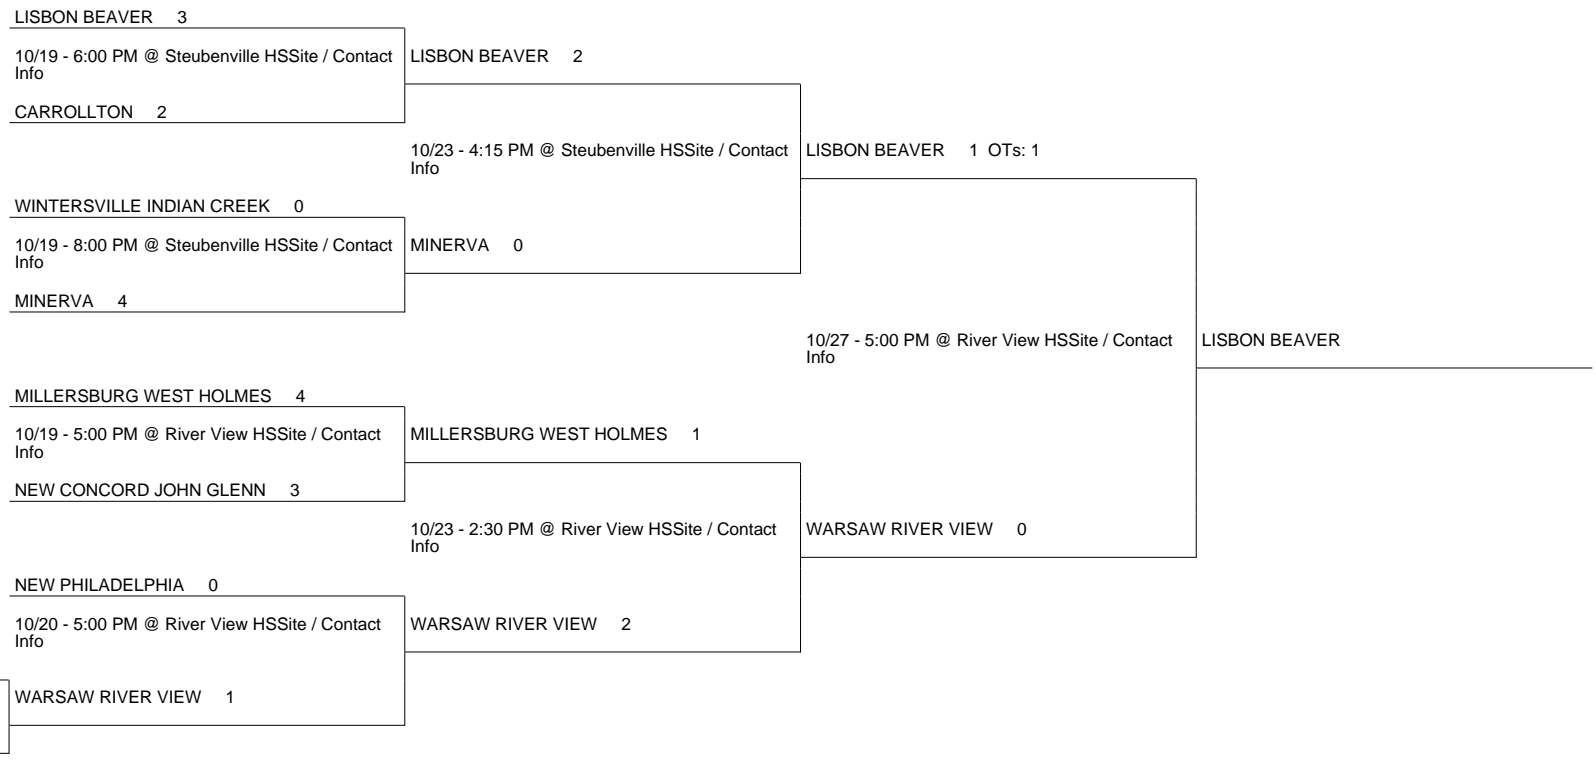 LISBON BEAVER 3
10/19 - 6:00 PM @ Steubenville HSSite / Contact
Info
CARROLLTON 2
LISBON BEAVER 2
10/23 - 4:15 PM @ Steubenville HSSite / Contact
Info
WINTERSVILLE INDIAN CREEK 0
10/19 - 8:00 PM @ Steubenville HSSite / Contact
Info
MINERVA 4
MINERVA 0
LISBON BEAVER 1 OTs: 1
10/27 - 5:00 PM @ River View HSSite / Contact
Info
LISBON BEAVER
MILLERSBURG WEST HOLMES 4
10/19 - 5:00 PM @ River View HSSite / Contact
Info
NEW CONCORD JOHN GLENN 3
MILLERSBURG WEST HOLMES 1
10/23 - 2:30 PM @ River View HSSite / Contact
Info
WARSAW RIVER VIEW 0
NEW PHILADELPHIA 0
10/20 - 5:00 PM @ River View HSSite / Contact
Info
WARSAW RIVER VIEW 1
WARSAW RIVER VIEW 2